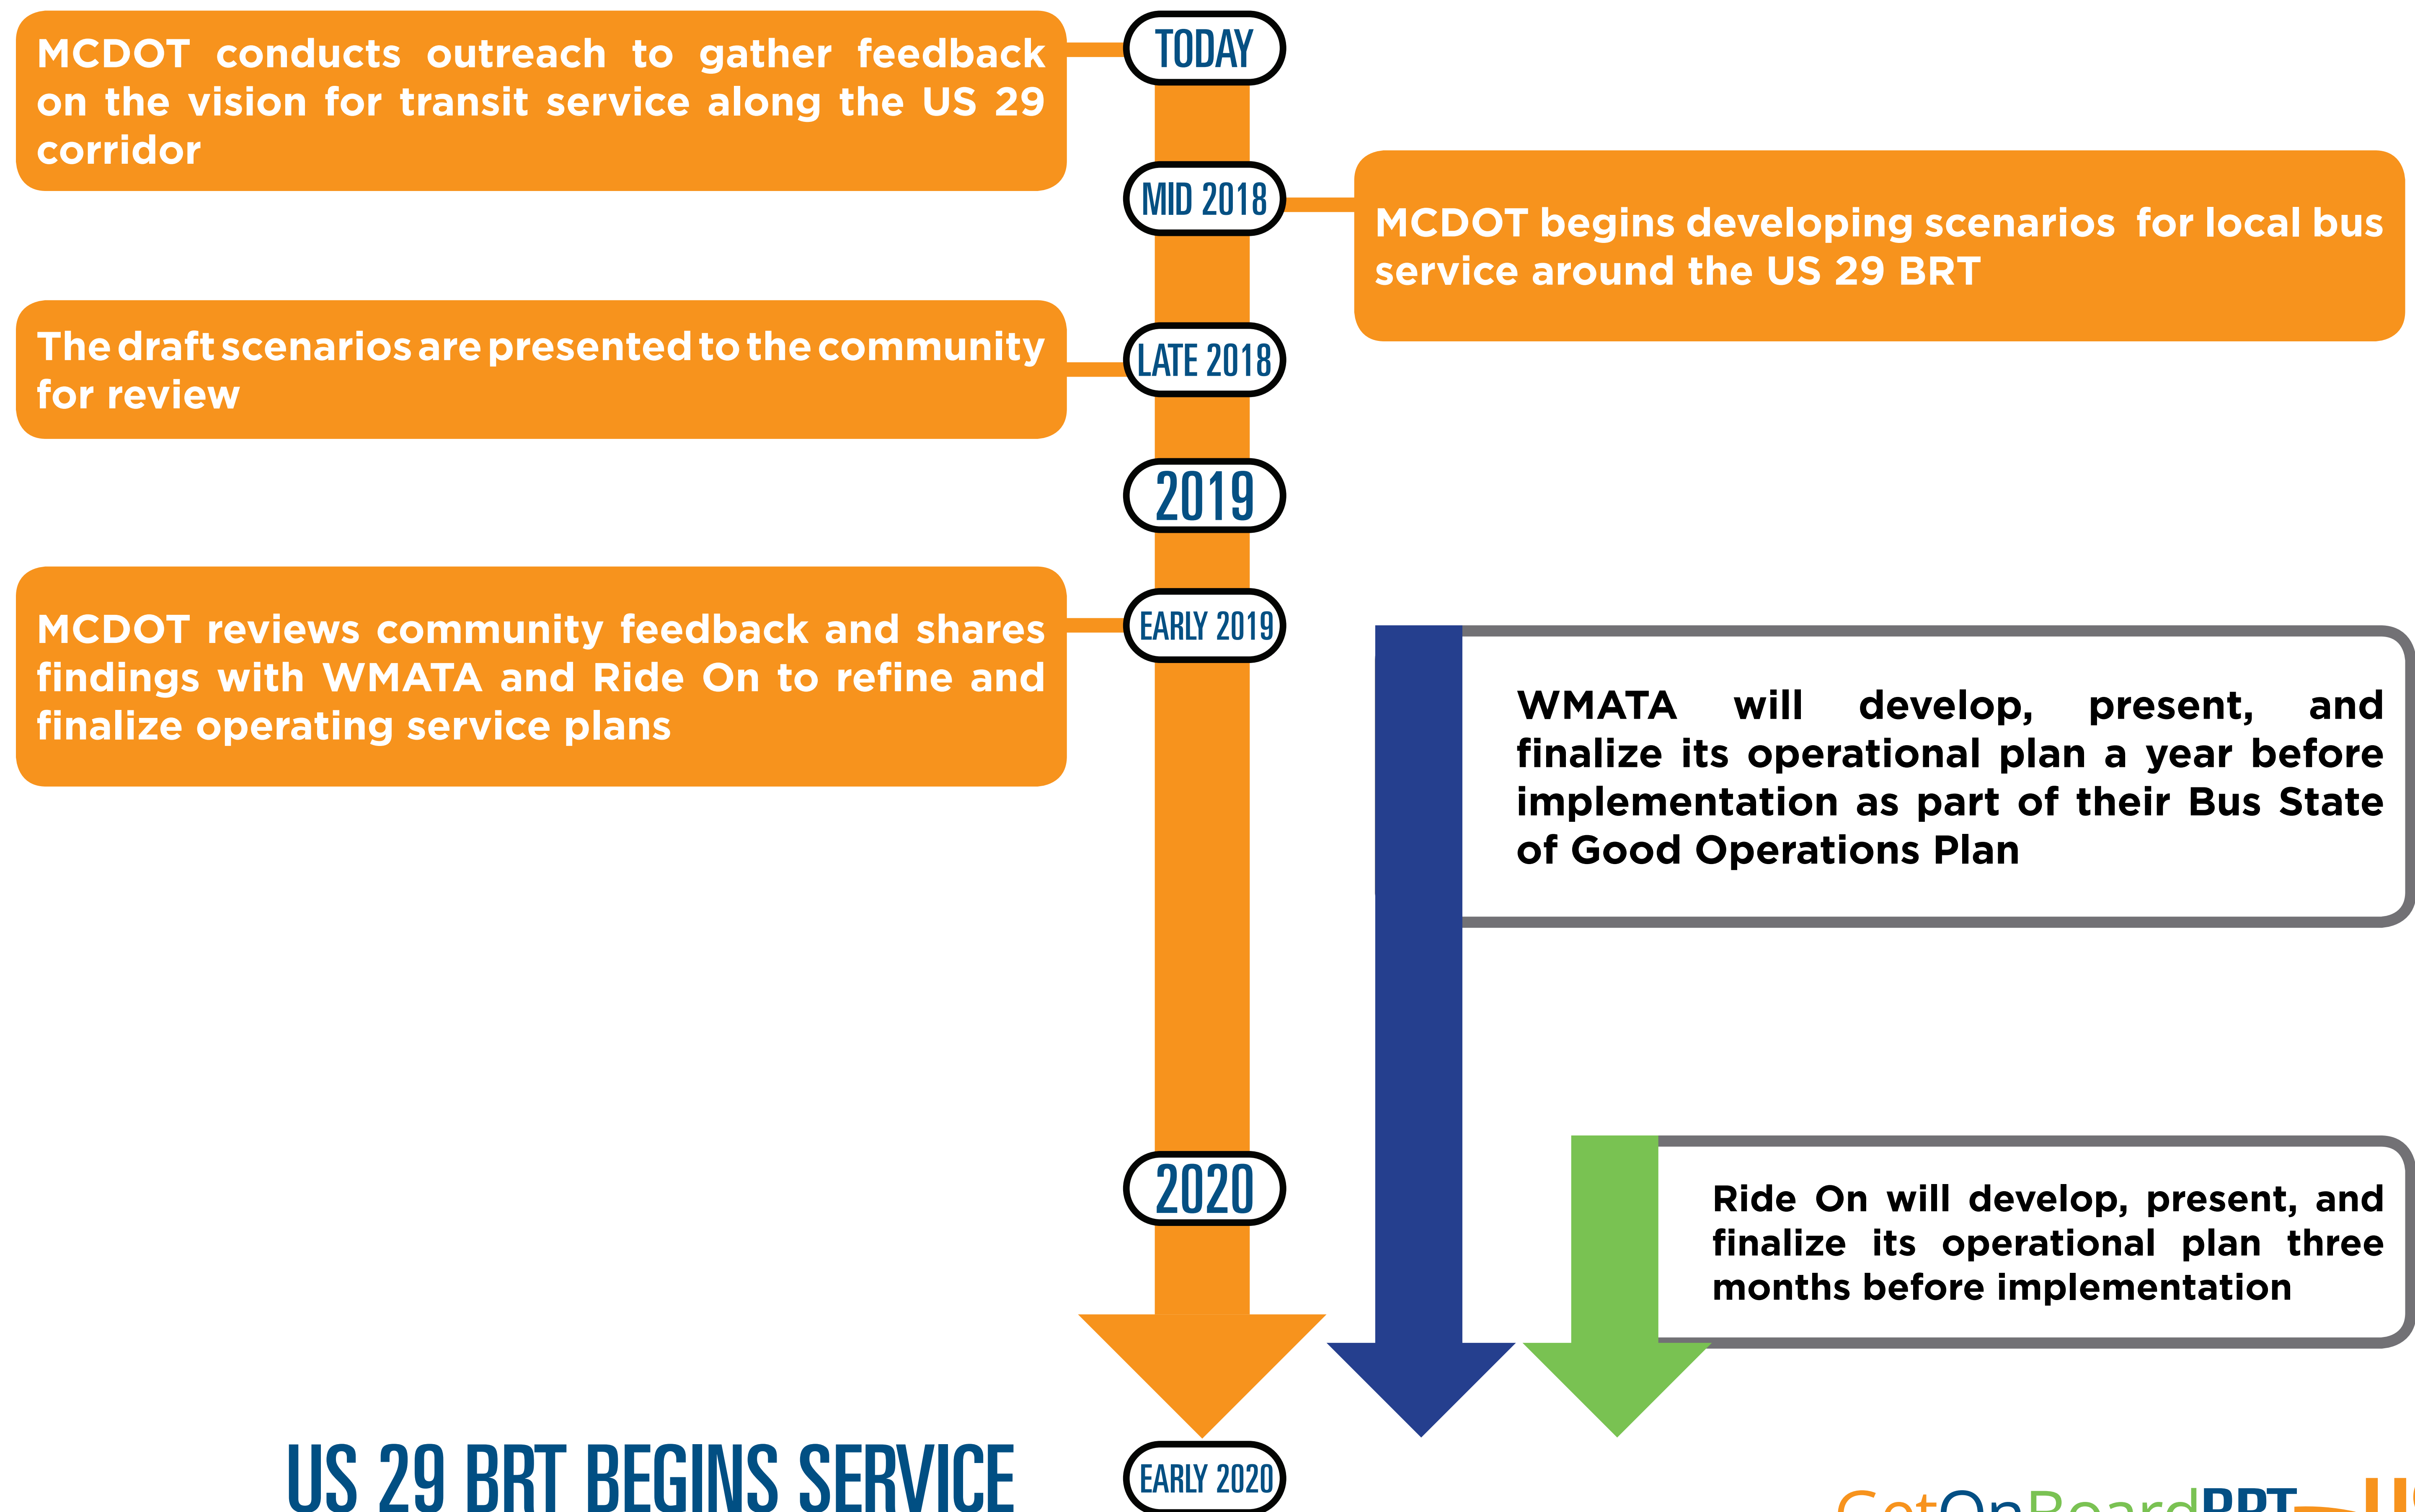 TODAY
MCDOT conducts outreach to gather feedback
on the vision for transit service along the US 29
corridor
MID 2018
MCDOT begins developing scenarios for local bus
service around the US 29 BRT
LATE 2018
The draft scenarios are presented to the community
for review
2019
EARLY 2019
MCDOT reviews community feedback and shares
findings with WMATA and Ride On to refine and
finalize operating service plans
WMATA will develop, present, and
finalize its operational plan a year before
implementation as part of their Bus State
of Good Operations Plan
2020
Ride On will develop, present, and
finalize its operational plan three
months before implementation
US 29 BRT BEGINS SERVICE
EARLY 2020
GetOnBoardBRT